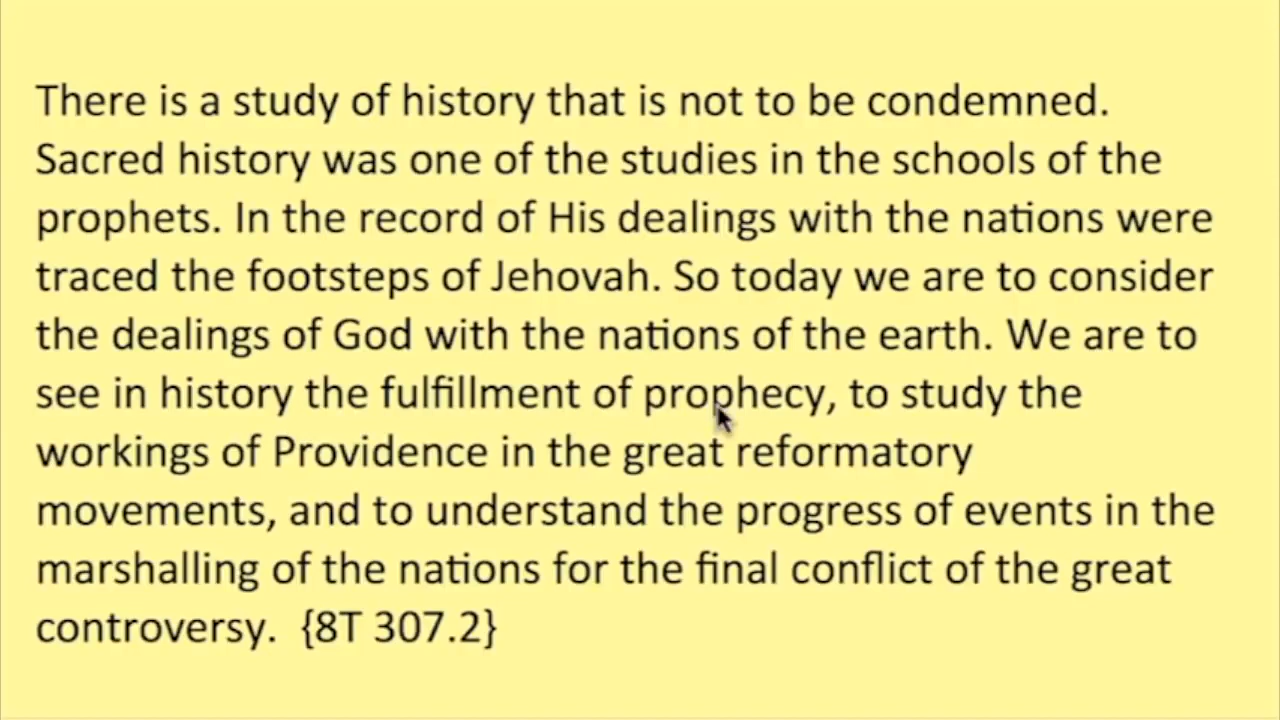 There is a study of history that is not to be condemned.
Sacred history was one of the studies in the schools of the
prophets. In the record of His dealings with the nations were
traced the footsteps of Jehovah. So today we are to consider
the dealings of God with the nations of the earth. We are to
see in history the fulfillment of prophecy, to study the
workings of Providence in the great reformatory
movements, and to understand the progress of events in the
marshalling of the nations for the final conflict of the great
controversy.  {8T 307.2}